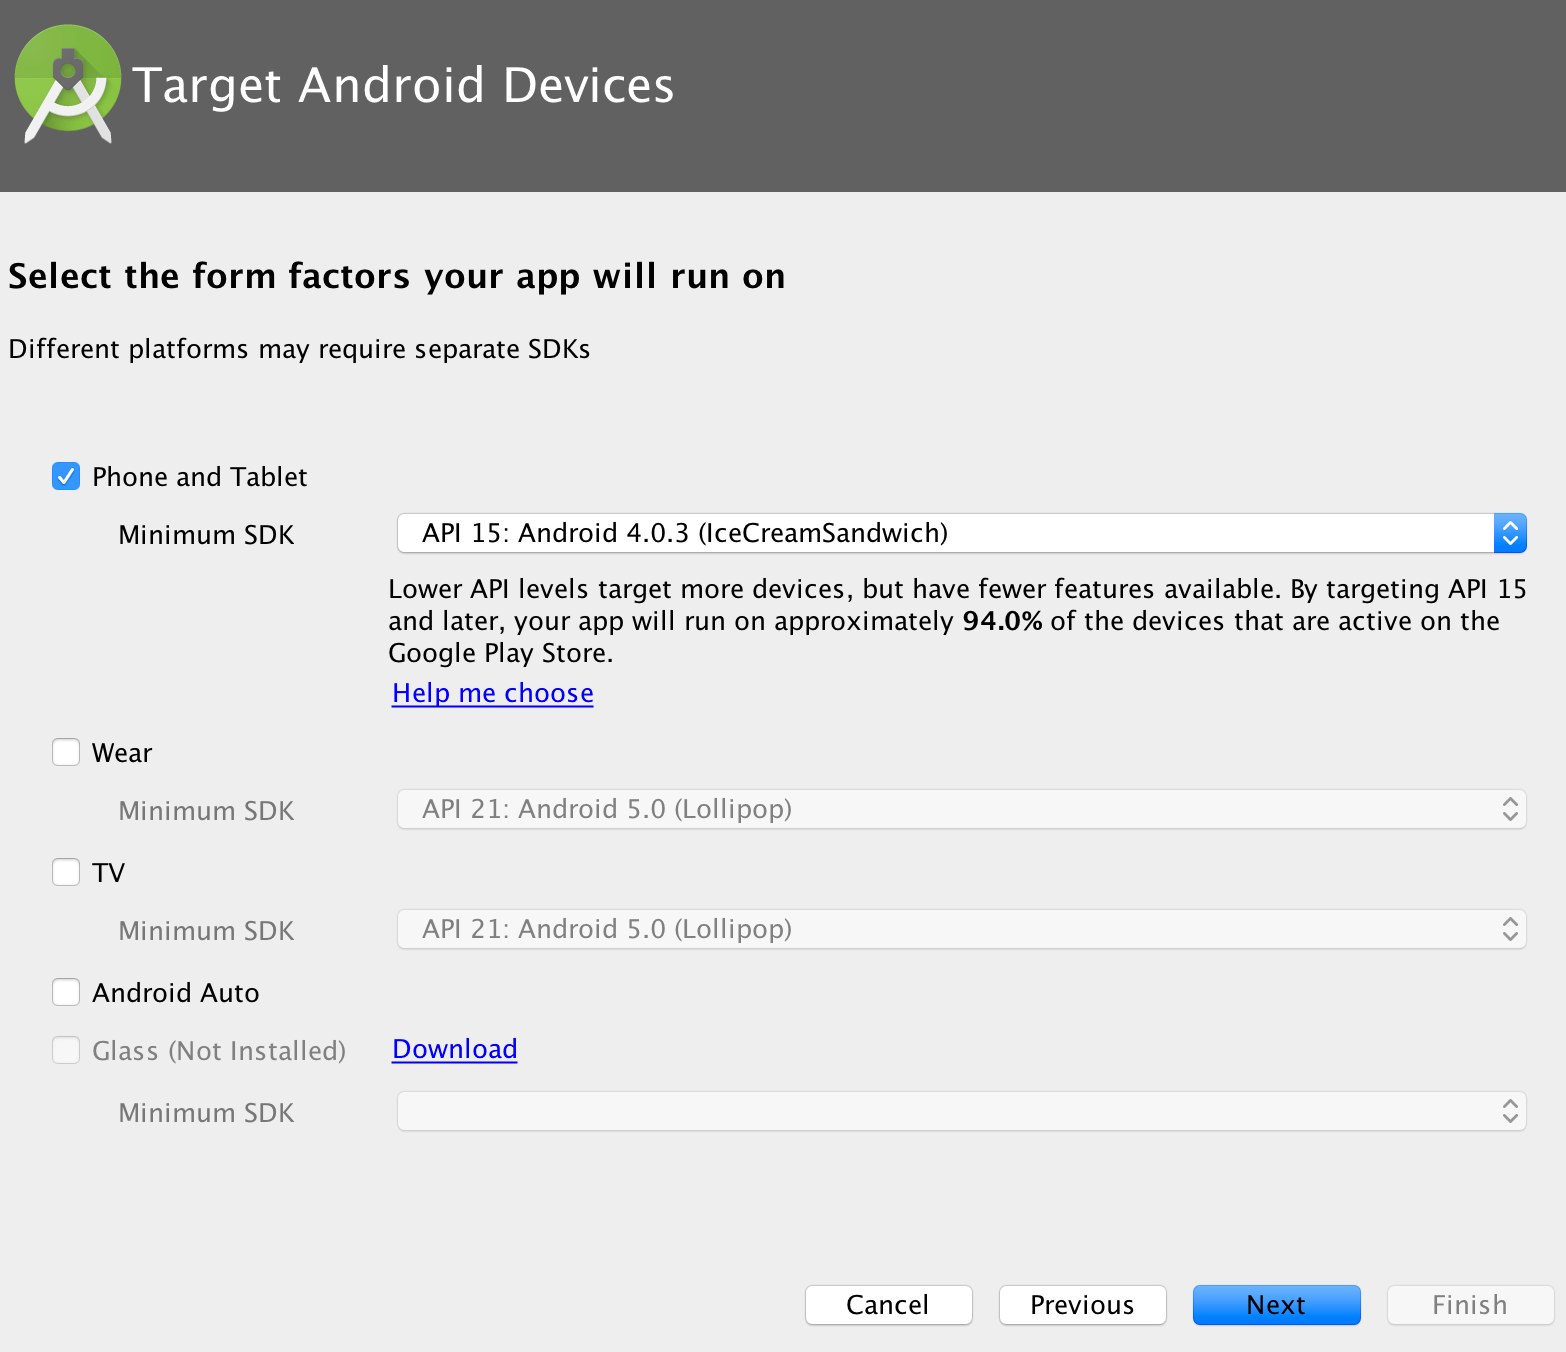 Target Android Devices
Select the form factors your app will run on
Different platforms may require separate SDKs
Phone and Tablet
Minimum SDK API 15: Android 4.0.3 (IceCreamSandwich)
Lower API levels target more devices, but have fewer features available. By targeting API 15
and later, your app will run on approximately 94.0% of the devices that are active on the
Google Play Store.
Help me choose
Wear
Minimum SDK API 21: Android 5.0 (Lollipop)
TV
Minimum SDK API 21: Android 5.0 (Lollipop)
Android Auto
Glass (Not Installed) Download
Minimum SDK
Cancel Previous Next Finish